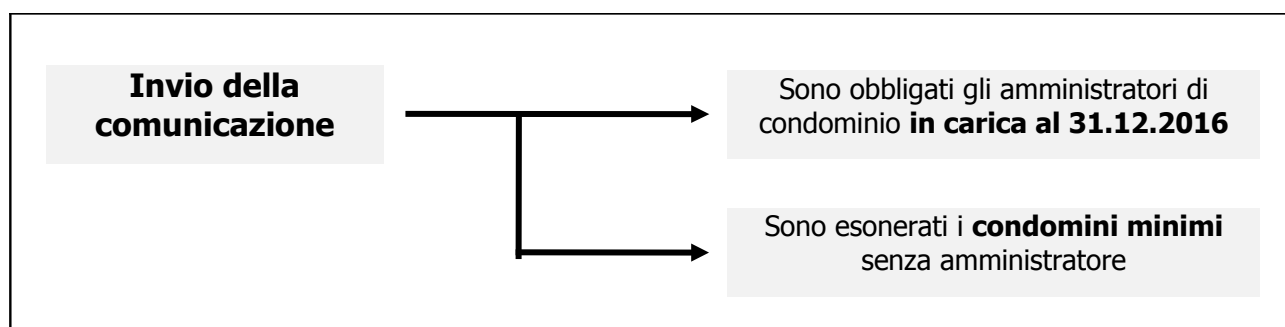 Invio della
comunicazione
Sono obbligati gli amministratori di
condominio in carica al 31.12.2016
Sono esonerati i condomini minimi
senza amministratore